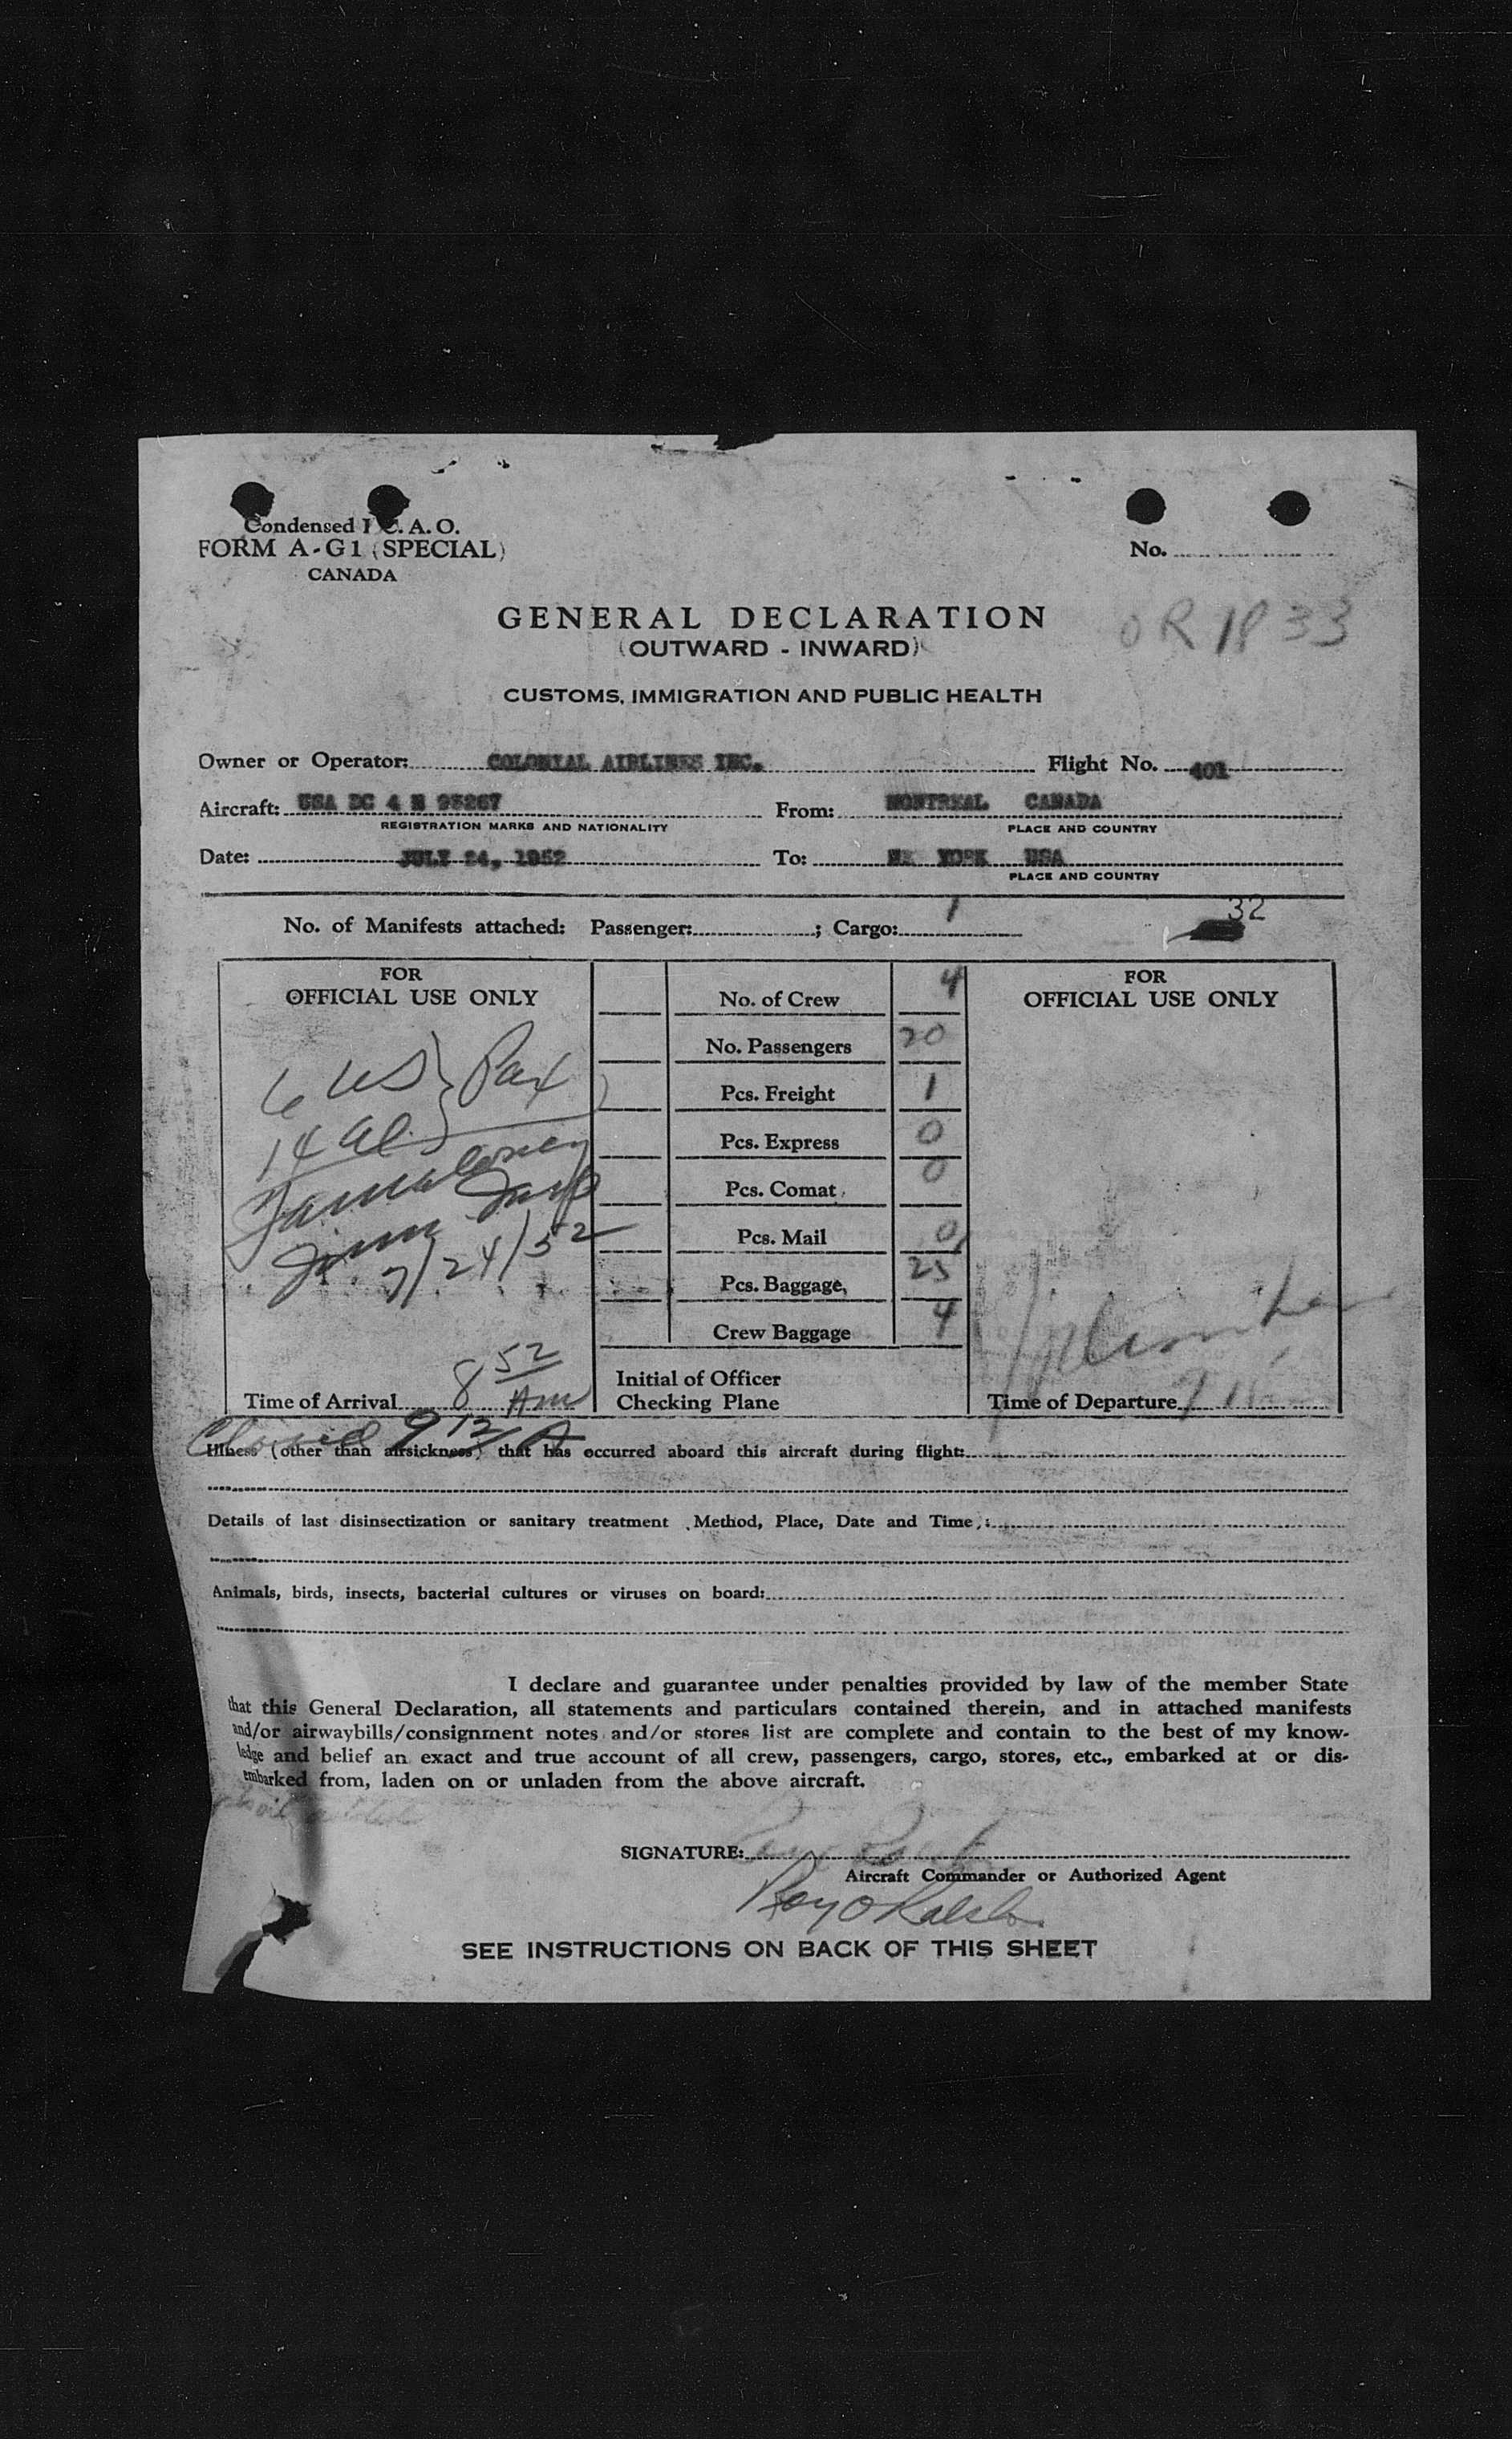 Condensed I.C.A.O.
FORM A-G1 (SPECIAL)
CANADA
No.
GENERAL DECLARATION
(OUTWARD - INWARD)
OR 1833
CUSTOMS, IMMIGRATION AND PUBLIC HEALTH
Owner or Operator: COLONIAL AIRLINES INC. Flight No. 401
Aircraft: USA DC 4 N 93267 From: MONTREAL CANADA
REGISTRATION MARKS AND NATIONALITY PLACE AND COUNTRY
Date: JULY 24, 1952 To: NE YORK USA
PLACE AND COUNTRY
No. of Manifests attached: Passenger: ; Cargo: 1 32
FOR OFFICIAL USE ONLY
6 US } Pax
14 al.
7/24/52
Time of Arrival 8 52 Am
No. of Crew 4
No. Passengers 20
Pcs. Freight 1
Pcs. Express 0
Pcs. Comat 0
Pcs. Mail 0
Pcs. Baggage 25
Crew Baggage 4
Initial of Officer
Checking Plane
FOR OFFICIAL USE ONLY
Time of Departure
Cleared 9 12/A
Illness (other than airsickness) that has occurred aboard this aircraft during flight:
Details of last disinsectization or sanitary treatment (Method, Place, Date and Time):
Animals, birds, insects, bacterial cultures or viruses on board:
I declare and guarantee under penalties provided by law of the member State
that this General Declaration, all statements and particulars contained therein, and in attached manifests
and/or airwaybills/consignment notes and/or stores list are complete and contain to the best of my know-
ledge and belief an exact and true account of all crew, passengers, cargo, stores, etc., embarked at or dis-
embarked from, laden on or unladen from the above aircraft.
SIGNATURE:
Aircraft Commander or Authorized Agent
Roy O
SEE INSTRUCTIONS ON BACK OF THIS SHEET